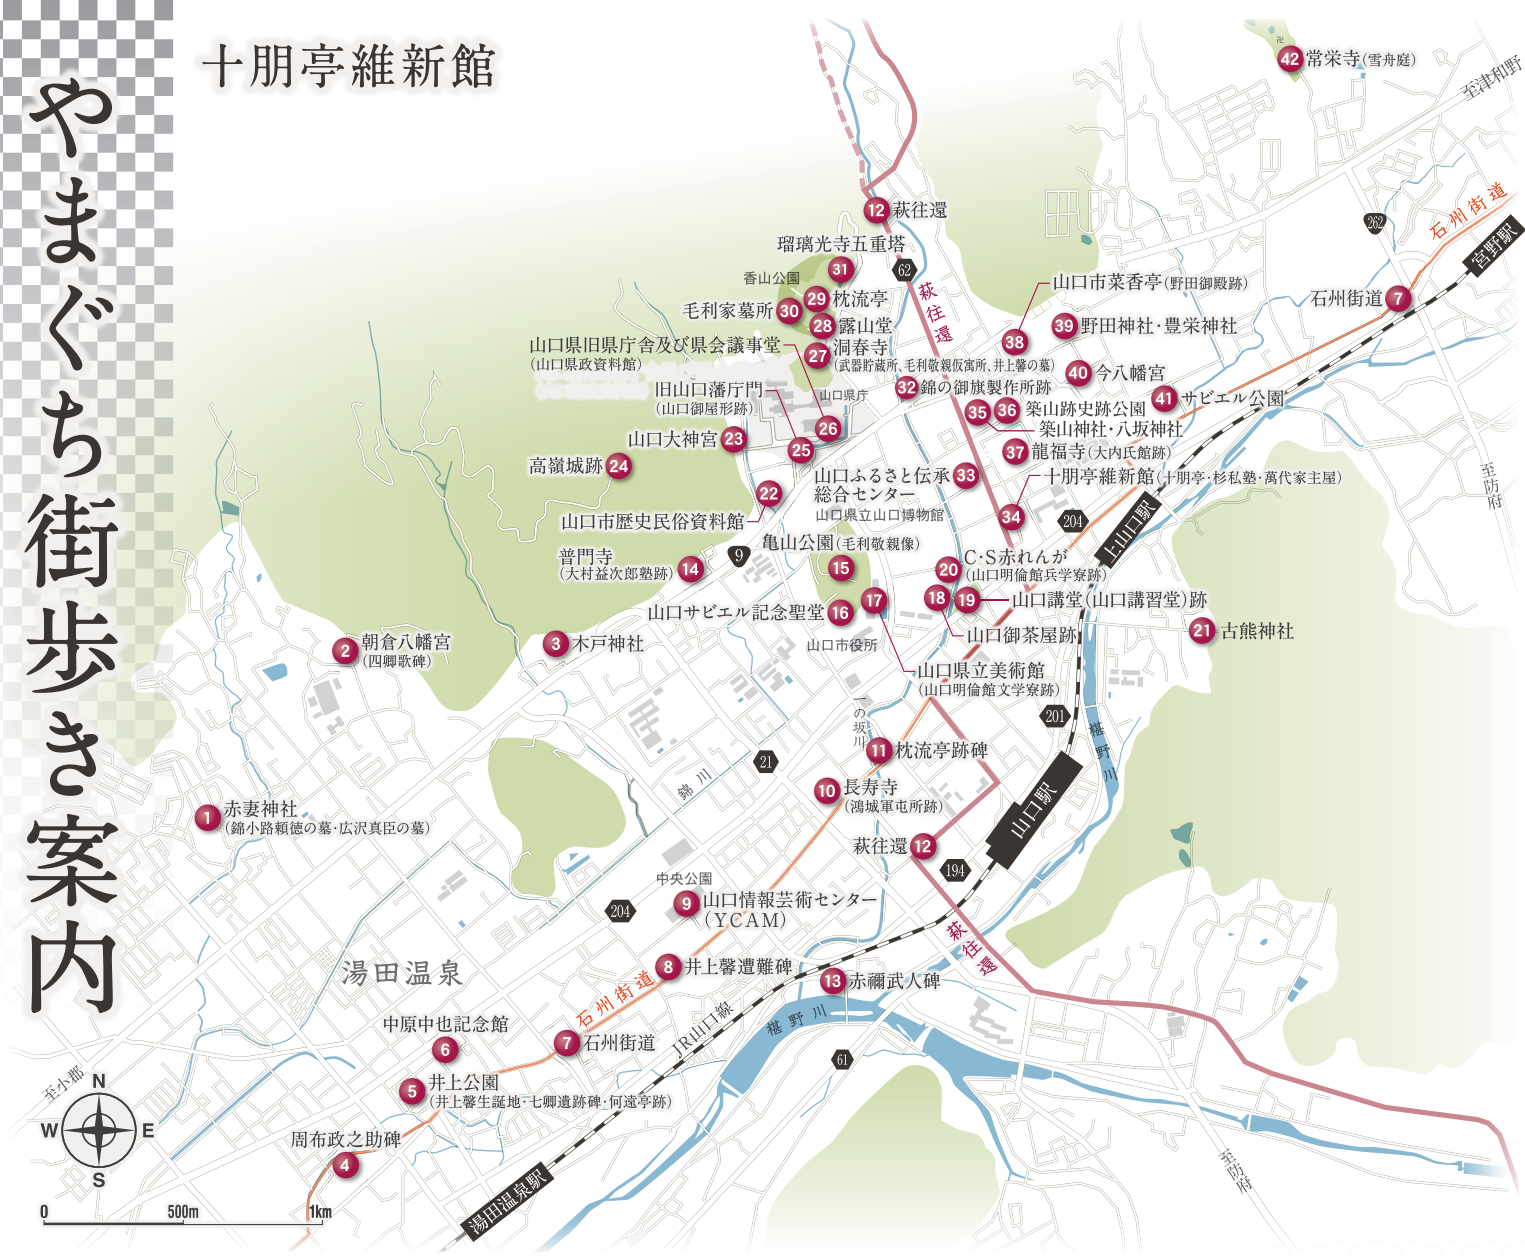 十朋亭維新館
やまぐち街歩き案内
42 常栄寺(雪舟庭)
至津和野
262
石州街道
宮野駅
石州街道 7
12 萩往還
瑠璃光寺五重塔
31
62
香山公園
29 枕流亭
毛利家墓所 30
28 露山堂
27 洞春寺
(武器貯蔵所、毛利敬親仮寓所、井上馨の墓)
萩往還
山口市菜香亭(野田御殿跡)
38
39 野田神社・豊栄神社
40 今八幡宮
41 サビエル公園
山口県旧県庁舎及び県会議事堂
(山口県政資料館)
旧山口藩庁門
(山口御屋形跡)
山口県庁
26
25
32 錦の御旗製作所跡
35
36 築山跡史跡公園
築山神社・八坂神社
37 龍福寺(大内氏館跡)
山口大神宮 23
高嶺城跡 24
22
山口市歴史民俗資料館
山口ふるさと伝承
総合センター
33
十朋亭維新館(十朋亭・杉私塾・萬代家主屋)
34
204
至防府
上山口駅
山口県立山口博物館
亀山公園(毛利敬親像)
15
9
普門寺
(大村益次郎塾跡)
14
山口サビエル記念聖堂 16
17
20 C・S赤れんが
(山口明倫館兵学寮跡)
18
19 山口講堂(山口講習堂)跡
山口御茶屋跡
21 古熊神社
山口市役所
山口県立美術館
(山口明倫館文学寮跡)
2 朝倉八幡宮
(四卿歌碑)
3 木戸神社
一の坂川
201
椹野川
11 枕流亭跡碑
21
錦川
10 長寿寺
(鴻城軍屯所跡)
山口駅
萩往還 12
194
1 赤妻神社
(錦小路頼徳の墓・広沢真臣の墓)
中央公園
9 山口情報芸術センター
(YCAM)
204
萩往還
湯田温泉
8 井上馨遭難碑
13 赤禰武人碑
石州街道
椹野川
JR山口線
中原中也記念館
6
7 石州街道
61
至小郡
5 井上公園
(井上馨生誕地・七卿遺跡碑・何遠亭跡)
周布政之助碑
4
湯田温泉駅
至防府
N
W E
S
0 500m 1km